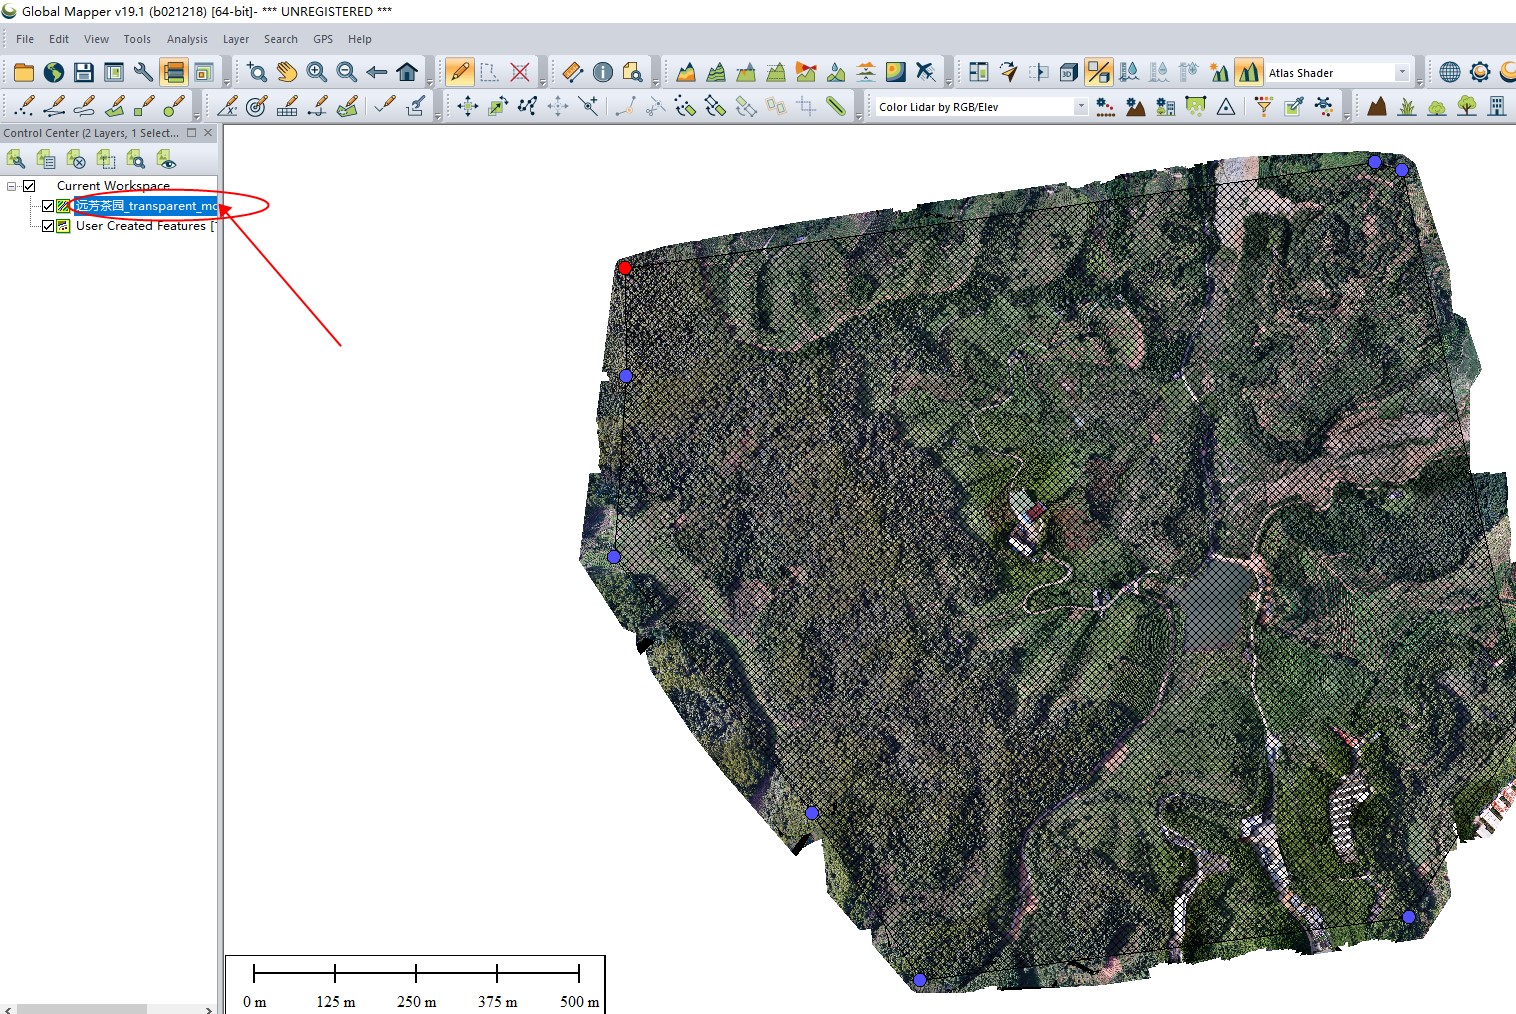 Global Mapper v19.1 (b021218) [64-bit]- *** UNREGISTERED ***
File Edit View Tools Analysis Layer Search GPS Help
Atlas Shader
Color Lidar by RGB/Elev
Control Center (2 Layers, 1 Select...
Current Workspace
远芳茶园_transparent_mo
User Created Features [
0 m 125 m 250 m 375 m 500 m